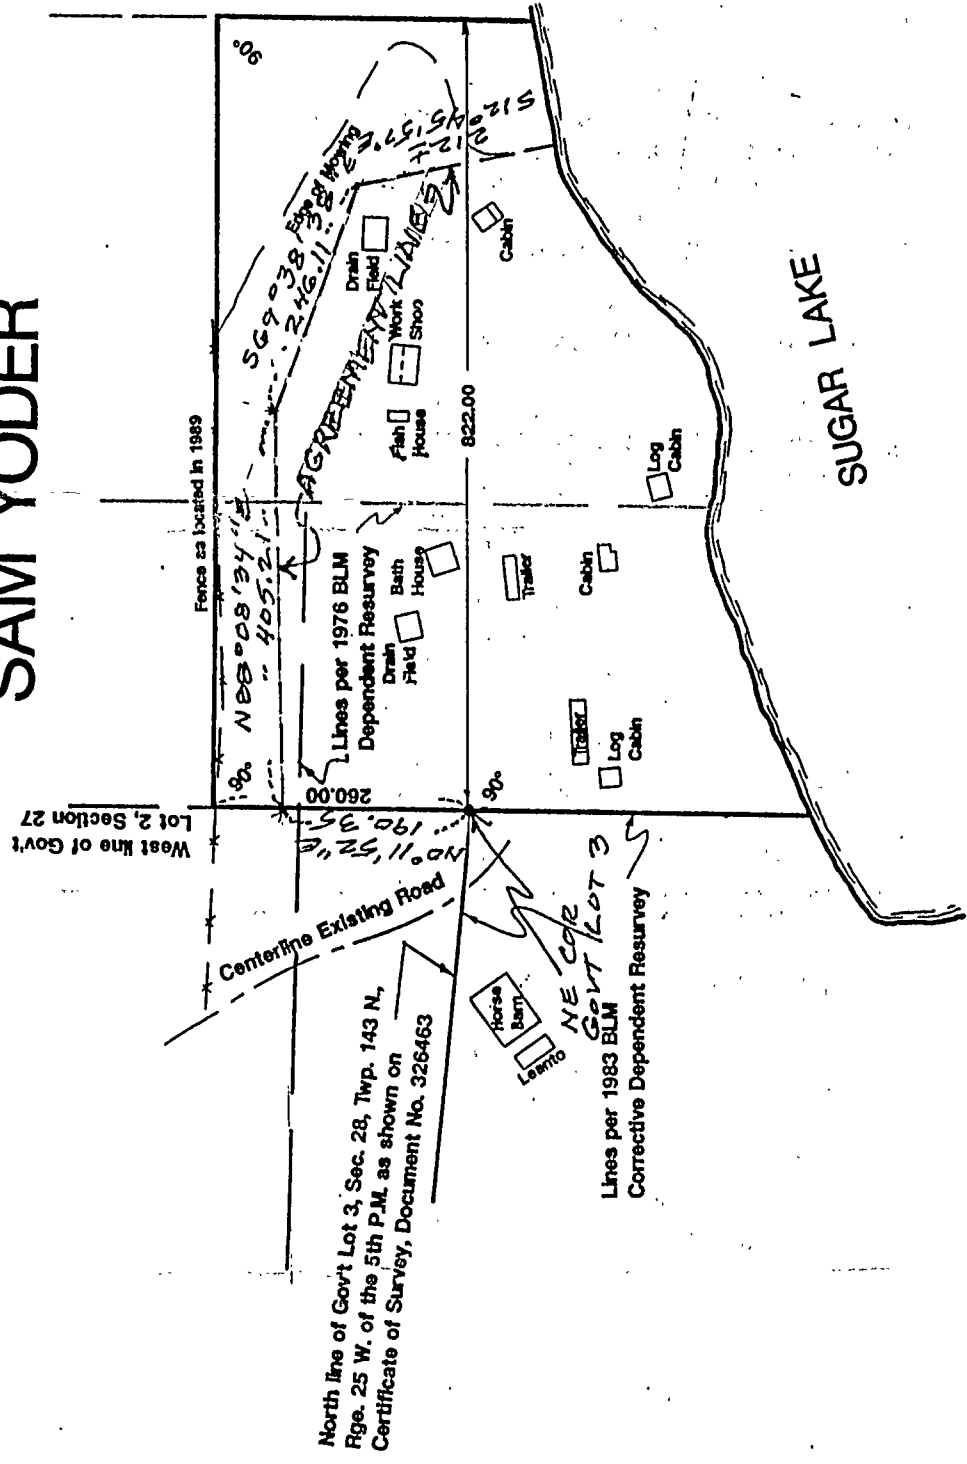 SAM YODER
Fence as located in 1989
90°
Edge of Mowing
S69°38'38"E
246.11
S12°45'57"E
212±
N88°08'34"E
405.21
AGREEMENT LINE
90°
West line of Gov't
Lot 2, Section 27
Lines per 1976 BLM
Dependent Resurvey
260.00
N0°11'52"E
190.35
822.00
90°
Drain
Field
Work
Shop
Fish
House
Bath
House
Drain
Field
Cabin
Log
Cabin
Trailer
Cabin
Trailer
Log
Cabin
SUGAR LAKE
Centerline Existing Road
Horse
Barn
Leanto
NE COR
GOVT LOT 3
Lines per 1983 BLM
Corrective Dependent Resurvey
North line of Gov't Lot 3, Sec. 28, Twp. 143 N.,
Rge. 25 W. of the 5th P.M. as shown on
Certificate of Survey, Document No. 326463